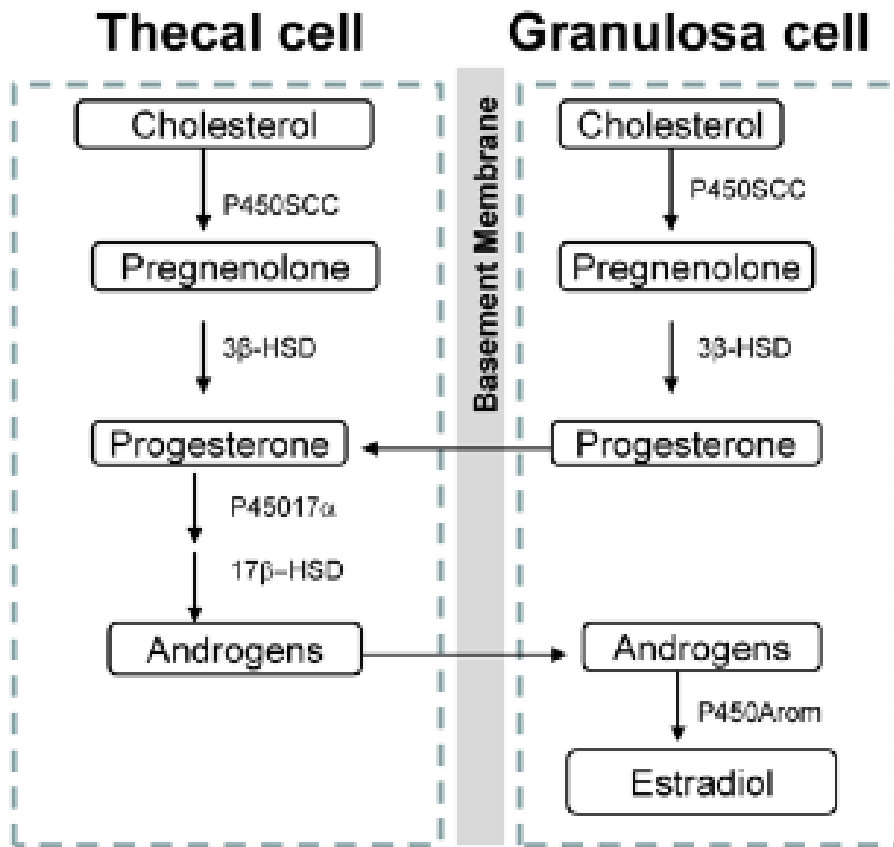 Thecal cell
Granulosa cell
Cholesterol
P450SCC
Pregnenolone
3β-HSD
Progesterone
P45017α
17β-HSD
Androgens
Basement Membrane
Cholesterol
P450SCC
Pregnenolone
3β-HSD
Progesterone
Androgens
P450Arom
Estradiol